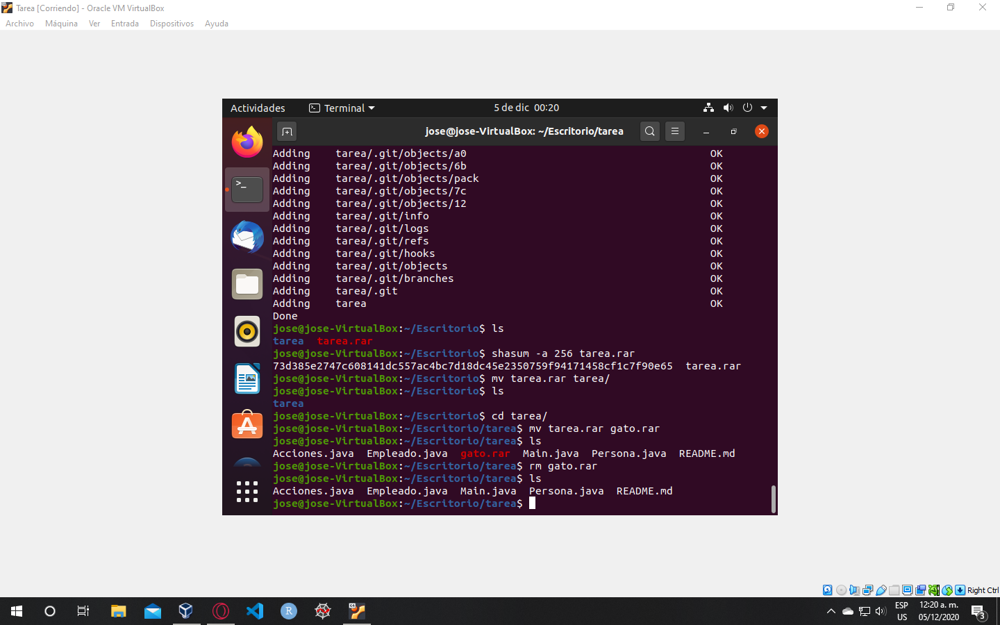 Tarea [Corriendo] - Oracle VM VirtualBox
Archivo Máquina Ver Entrada Dispositivos Ayuda
Actividades Terminal 5 de dic 00:20
jose@jose-VirtualBox: ~/Escritorio/tarea
Adding tarea/.git/objects/a0 OK
Adding tarea/.git/objects/6b OK
Adding tarea/.git/objects/pack OK
Adding tarea/.git/objects/7c OK
Adding tarea/.git/objects/12 OK
Adding tarea/.git/info OK
Adding tarea/.git/logs OK
Adding tarea/.git/refs OK
Adding tarea/.git/hooks OK
Adding tarea/.git/objects OK
Adding tarea/.git/branches OK
Adding tarea/.git OK
Adding tarea OK
Done
jose@jose-VirtualBox:~/Escritorio$ ls
tarea tarea.rar
jose@jose-VirtualBox:~/Escritorio$ shasum -a 256 tarea.rar
73d385e2747c608141dc557ac4bc7d18dc45e2350759f94171458cf1c7f90e65 tarea.rar
jose@jose-VirtualBox:~/Escritorio$ mv tarea.rar tarea/
jose@jose-VirtualBox:~/Escritorio$ ls
tarea
jose@jose-VirtualBox:~/Escritorio$ cd tarea/
jose@jose-VirtualBox:~/Escritorio/tarea$ mv tarea.rar gato.rar
jose@jose-VirtualBox:~/Escritorio/tarea$ ls
Acciones.java Empleado.java gato.rar Main.java Persona.java README.md
jose@jose-VirtualBox:~/Escritorio/tarea$ rm gato.rar
jose@jose-VirtualBox:~/Escritorio/tarea$ ls
Acciones.java Empleado.java Main.java Persona.java README.md
jose@jose-VirtualBox:~/Escritorio/tarea$
Right Ctrl
ESP 12:20 a. m.
US 05/12/2020 3